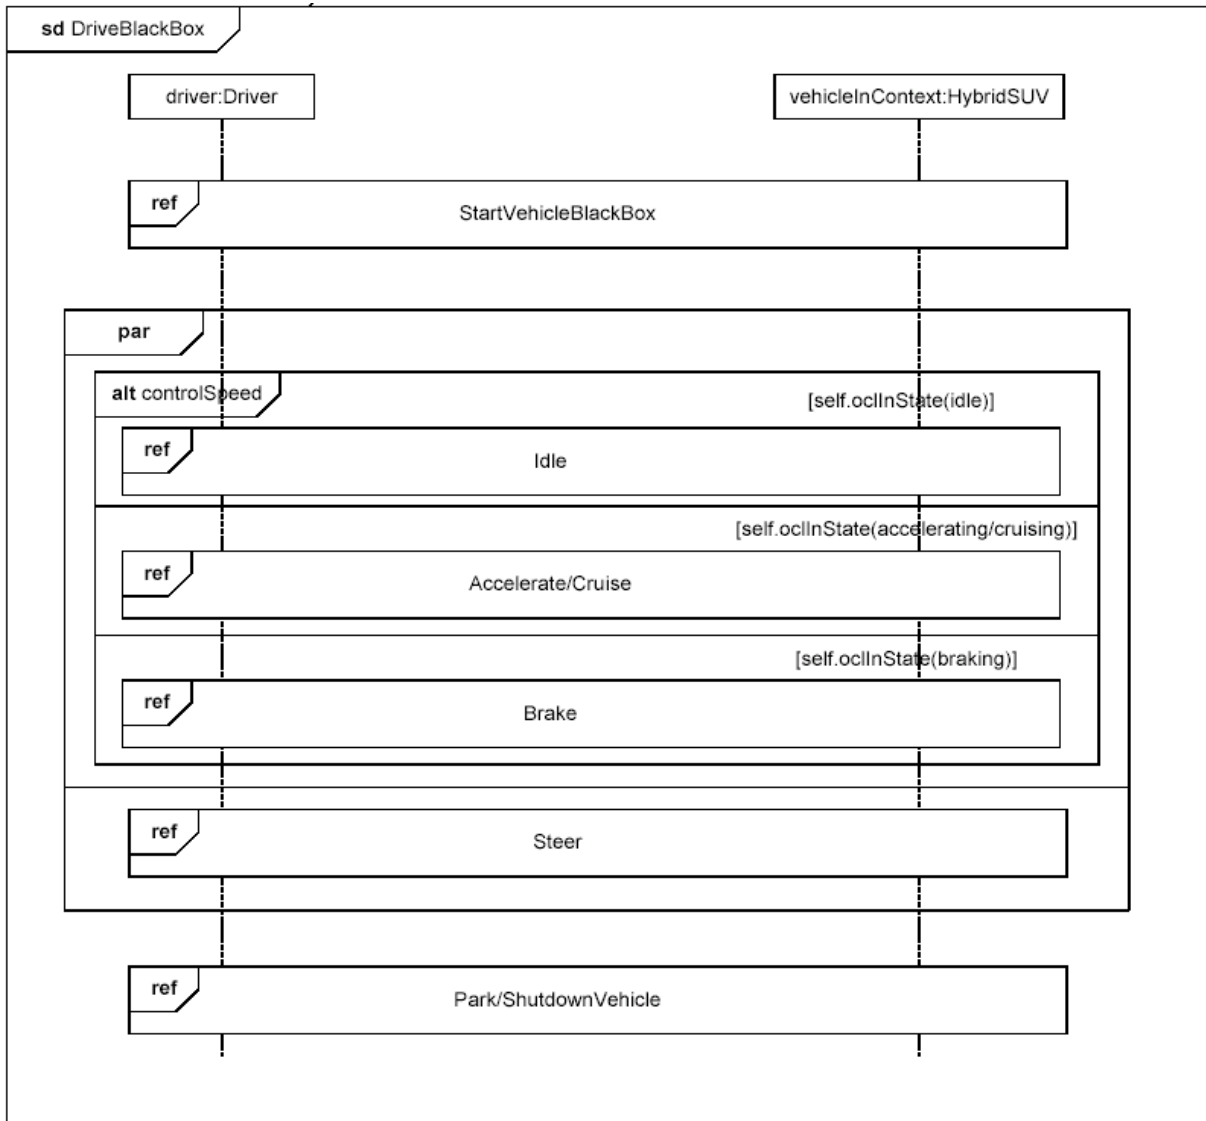 sd DriveBlackBox
driver:Driver
vehicleInContext:HybridSUV
ref
StartVehicleBlackBox
par
alt controlSpeed
[self.oclInState(idle)]
ref
Idle
[self.oclInState(accelerating/cruising)]
ref
Accelerate/Cruise
[self.oclInState(braking)]
ref
Brake
ref
Steer
ref
Park/ShutdownVehicle